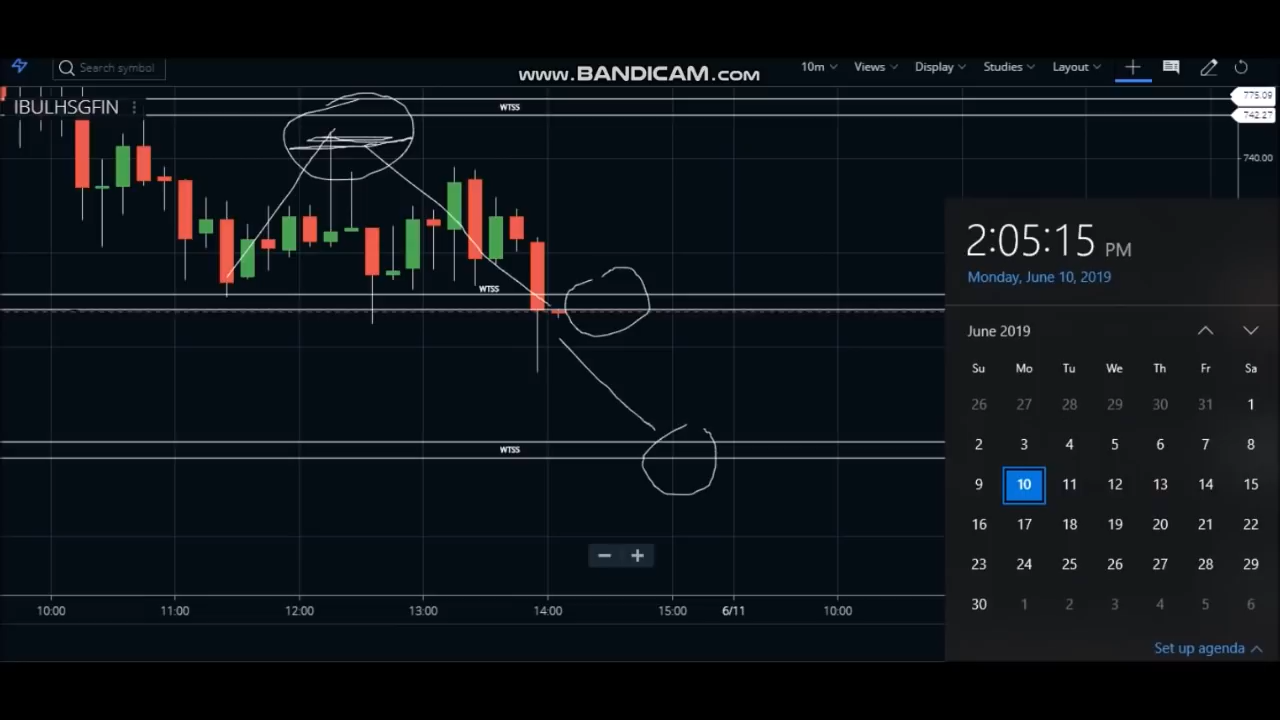 www.BANDICAM.com
Search symbol
10m Views Display Studies Layout
IBULHSGFIN
WTSS
775.09
742.27
740.00
WTSS
WTSS
10:00 11:00 12:00 13:00 14:00 15:00 6/11 10:00
2:05:15 PM
Monday, June 10, 2019
June 2019
Su Mo Tu We Th Fr Sa
26 27 28 29 30 31 1
2 3 4 5 6 7 8
9 10 11 12 13 14 15
16 17 18 19 20 21 22
23 24 25 26 27 28 29
30 1 2 3 4 5 6
Set up agenda